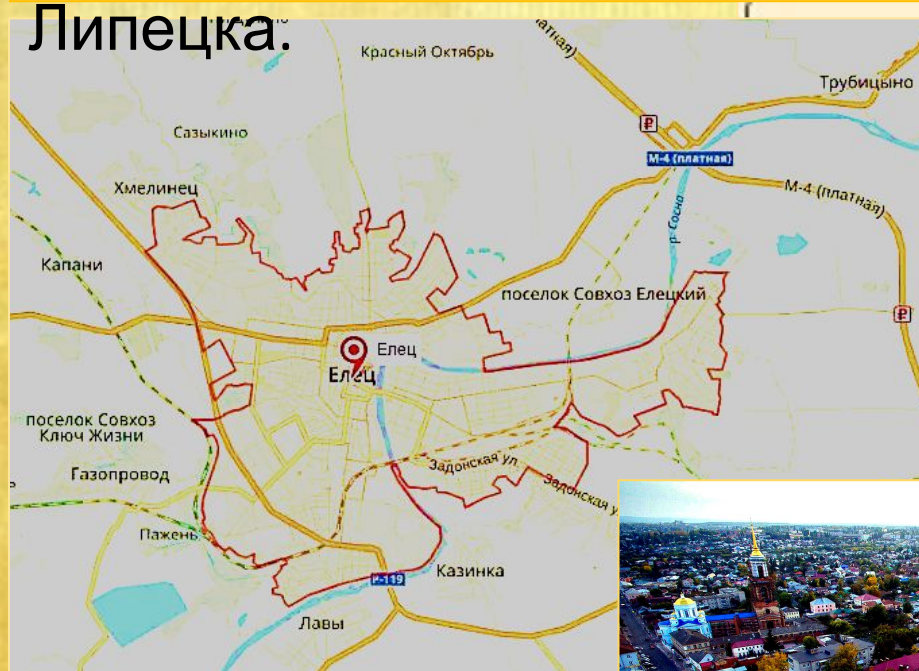 Липецка.
Красный Октябрь
Трубицыно
Сазыкино
₽
М-4 (платная)
М-4 (платная)
Хмелинец
р. Сосна
Капани
поселок Совхоз Елецкий
₽
Елец
Елец
поселок Совхоз
Ключ Жизни
Газопровод
Задонская ул.
Задонская у
Пажень
Р-119
Казинка
Лавы